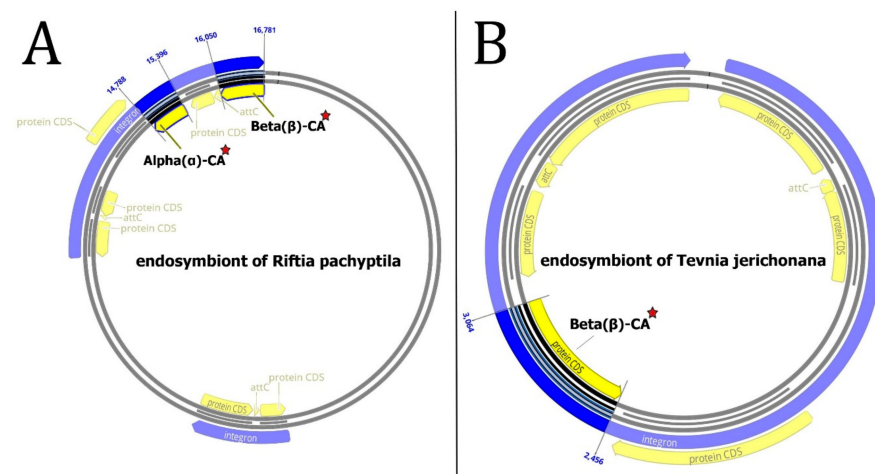 A
14,788
15,396
16,050
16,781
protein CDS
integron
attC
protein CDS
Beta(β)-CA
Alpha(α)-CA
protein CDS
attC
protein CDS
endosymbiont of Riftia pachyptila
protein CDS
attC
protein CDS
integron
B
protein CDS
protein CDS
attC
attC
protein CDS
protein CDS
endosymbiont of Tevnia jerichonana
Beta(β)-CA
3,064
protein CDS
2,456
integron
protein CDS